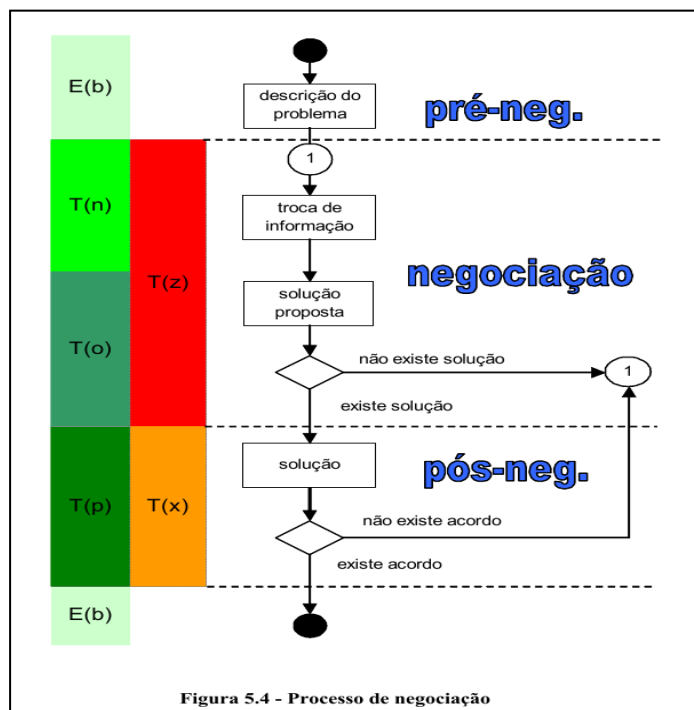 E(b)
descrição do
problema
pré-neg.
1
T(n)
troca de
informação
negociação
T(z)
solução
proposta
T(o)
não existe solução
1
existe solução
solução
pós-neg.
T(p)
T(x)
não existe acordo
existe acordo
E(b)
Figura 5.4 - Processo de negociação